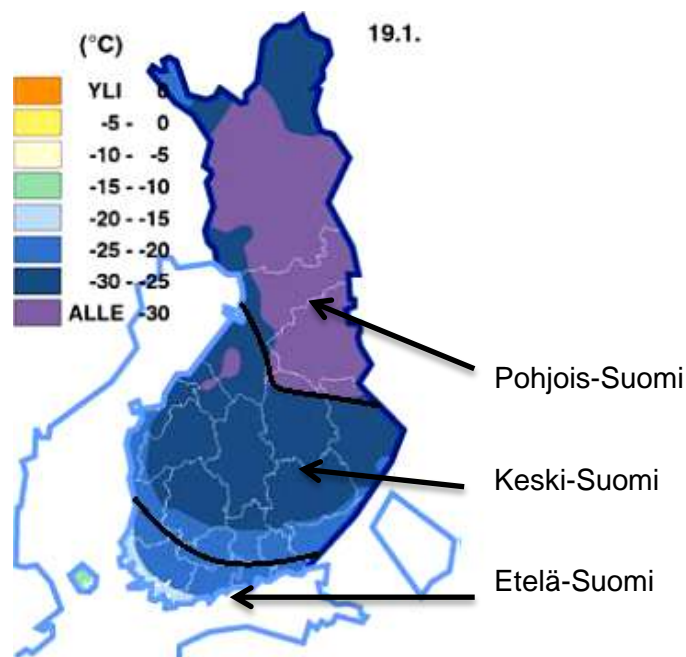 19.1.
(°C)
YLI 0
-5 - 0
-10 - -5
-15 - -10
-20 - -15
-25 - -20
-30 - -25
ALLE -30
Pohjois-Suomi
Keski-Suomi
Etelä-Suomi